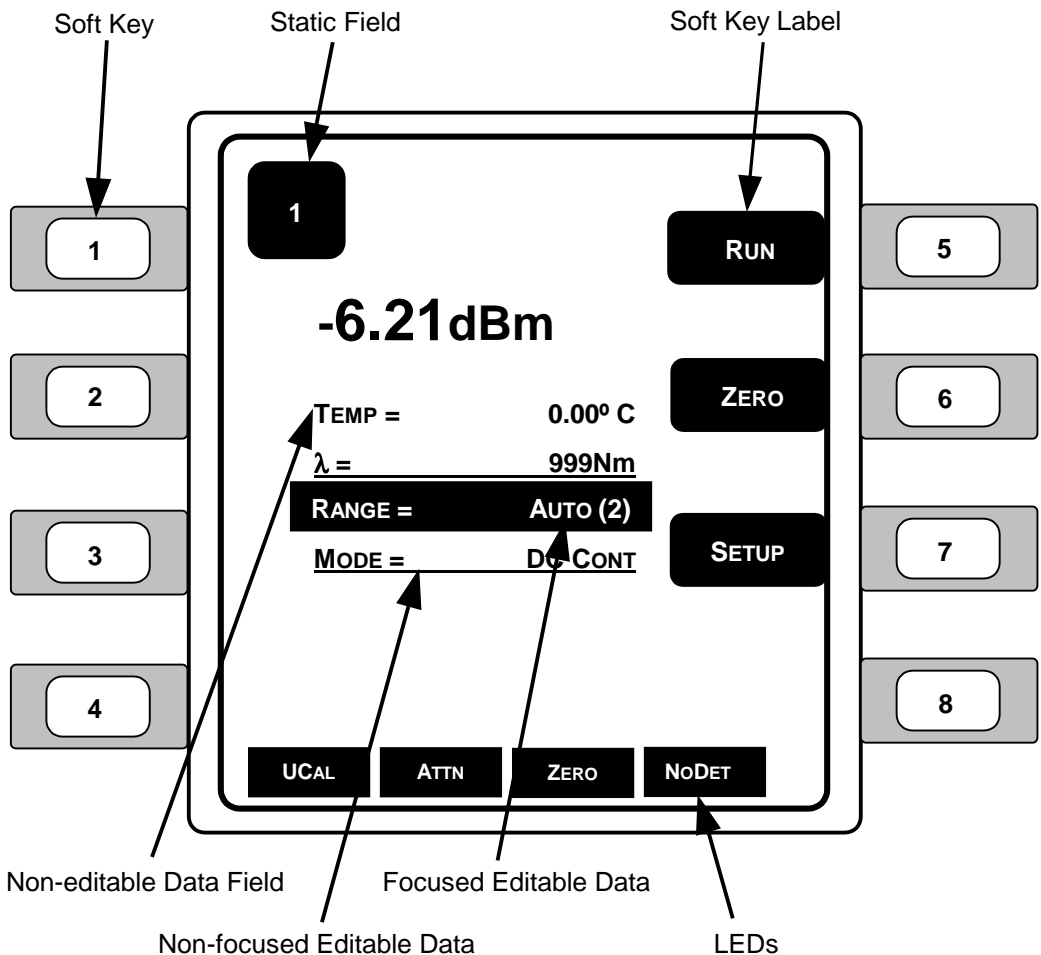 Soft Key
Static Field
Soft Key Label
1
1
RUN
5
-6.21dBm
2
TEMP = 0.00º C
ZERO
6
λ = 999Nm
RANGE = AUTO (2)
3
MODE = DC CONT
SETUP
7
4
8
UCAL ATTN ZERO NODET
Non-editable Data Field
Focused Editable Data
Non-focused Editable Data
LEDs